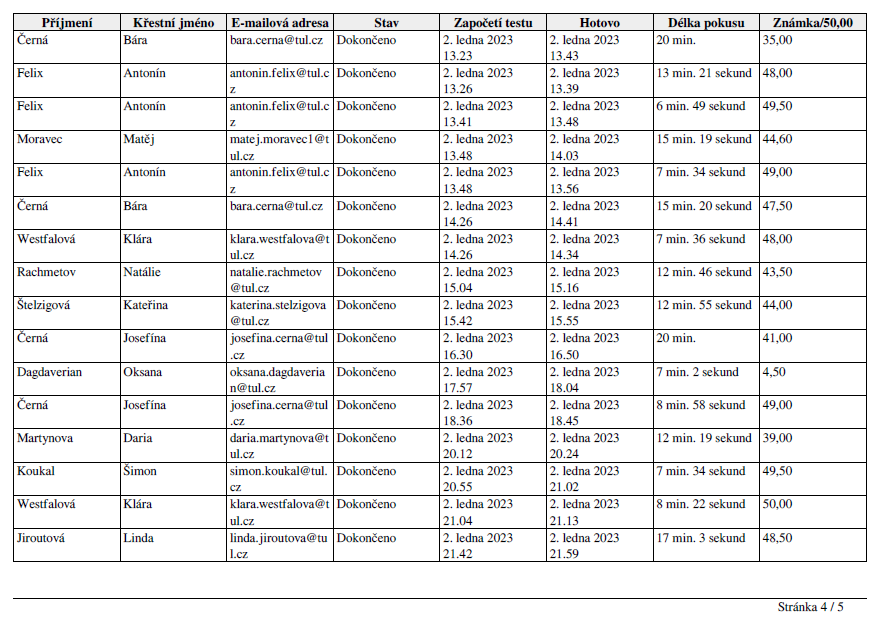 Příjmení Křestní jméno E-mailová adresa Stav Započetí testu Hotovo Délka pokusu Známka/50,00
Černá Bára bara.cerna@tul.cz Dokončeno 2. ledna 2023 2. ledna 2023 20 min. 35,00
13.23 13.43
Felix Antonín antonin.felix@tul.c Dokončeno 2. ledna 2023 2. ledna 2023 13 min. 21 sekund 48,00
z 13.26 13.39
Felix Antonín antonin.felix@tul.c Dokončeno 2. ledna 2023 2. ledna 2023 6 min. 49 sekund 49,50
z 13.41 13.48
Moravec Matěj matej.moravec1@t Dokončeno 2. ledna 2023 2. ledna 2023 15 min. 19 sekund 44,60
ul.cz 13.48 14.03
Felix Antonín antonin.felix@tul.c Dokončeno 2. ledna 2023 2. ledna 2023 7 min. 34 sekund 49,00
z 13.48 13.56
Černá Bára bara.cerna@tul.cz Dokončeno 2. ledna 2023 2. ledna 2023 15 min. 20 sekund 47,50
14.26 14.41
Westfalová Klára klara.westfalova@t Dokončeno 2. ledna 2023 2. ledna 2023 7 min. 36 sekund 48,00
ul.cz 14.26 14.34
Rachmetov Natálie natalie.rachmetov Dokončeno 2. ledna 2023 2. ledna 2023 12 min. 46 sekund 43,50
@tul.cz 15.04 15.16
Štelzigová Kateřina katerina.stelzigova Dokončeno 2. ledna 2023 2. ledna 2023 12 min. 55 sekund 44,00
@tul.cz 15.42 15.55
Černá Josefína josefina.cerna@tul Dokončeno 2. ledna 2023 2. ledna 2023 20 min. 41,00
.cz 16.30 16.50
Dagdaverian Oksana oksana.dagdaveria Dokončeno 2. ledna 2023 2. ledna 2023 7 min. 2 sekund 4,50
n@tul.cz 17.57 18.04
Černá Josefína josefina.cerna@tul Dokončeno 2. ledna 2023 2. ledna 2023 8 min. 58 sekund 49,00
.cz 18.36 18.45
Martynova Daria daria.martynova@t Dokončeno 2. ledna 2023 2. ledna 2023 12 min. 19 sekund 39,00
ul.cz 20.12 20.24
Koukal Šimon simon.koukal@tul. Dokončeno 2. ledna 2023 2. ledna 2023 7 min. 34 sekund 49,50
cz 20.55 21.02
Westfalová Klára klara.westfalova@t Dokončeno 2. ledna 2023 2. ledna 2023 8 min. 22 sekund 50,00
ul.cz 21.04 21.13
Jiroutová Linda linda.jiroutova@tu Dokončeno 2. ledna 2023 2. ledna 2023 17 min. 3 sekund 48,50
l.cz 21.42 21.59
Stránka 4 / 5